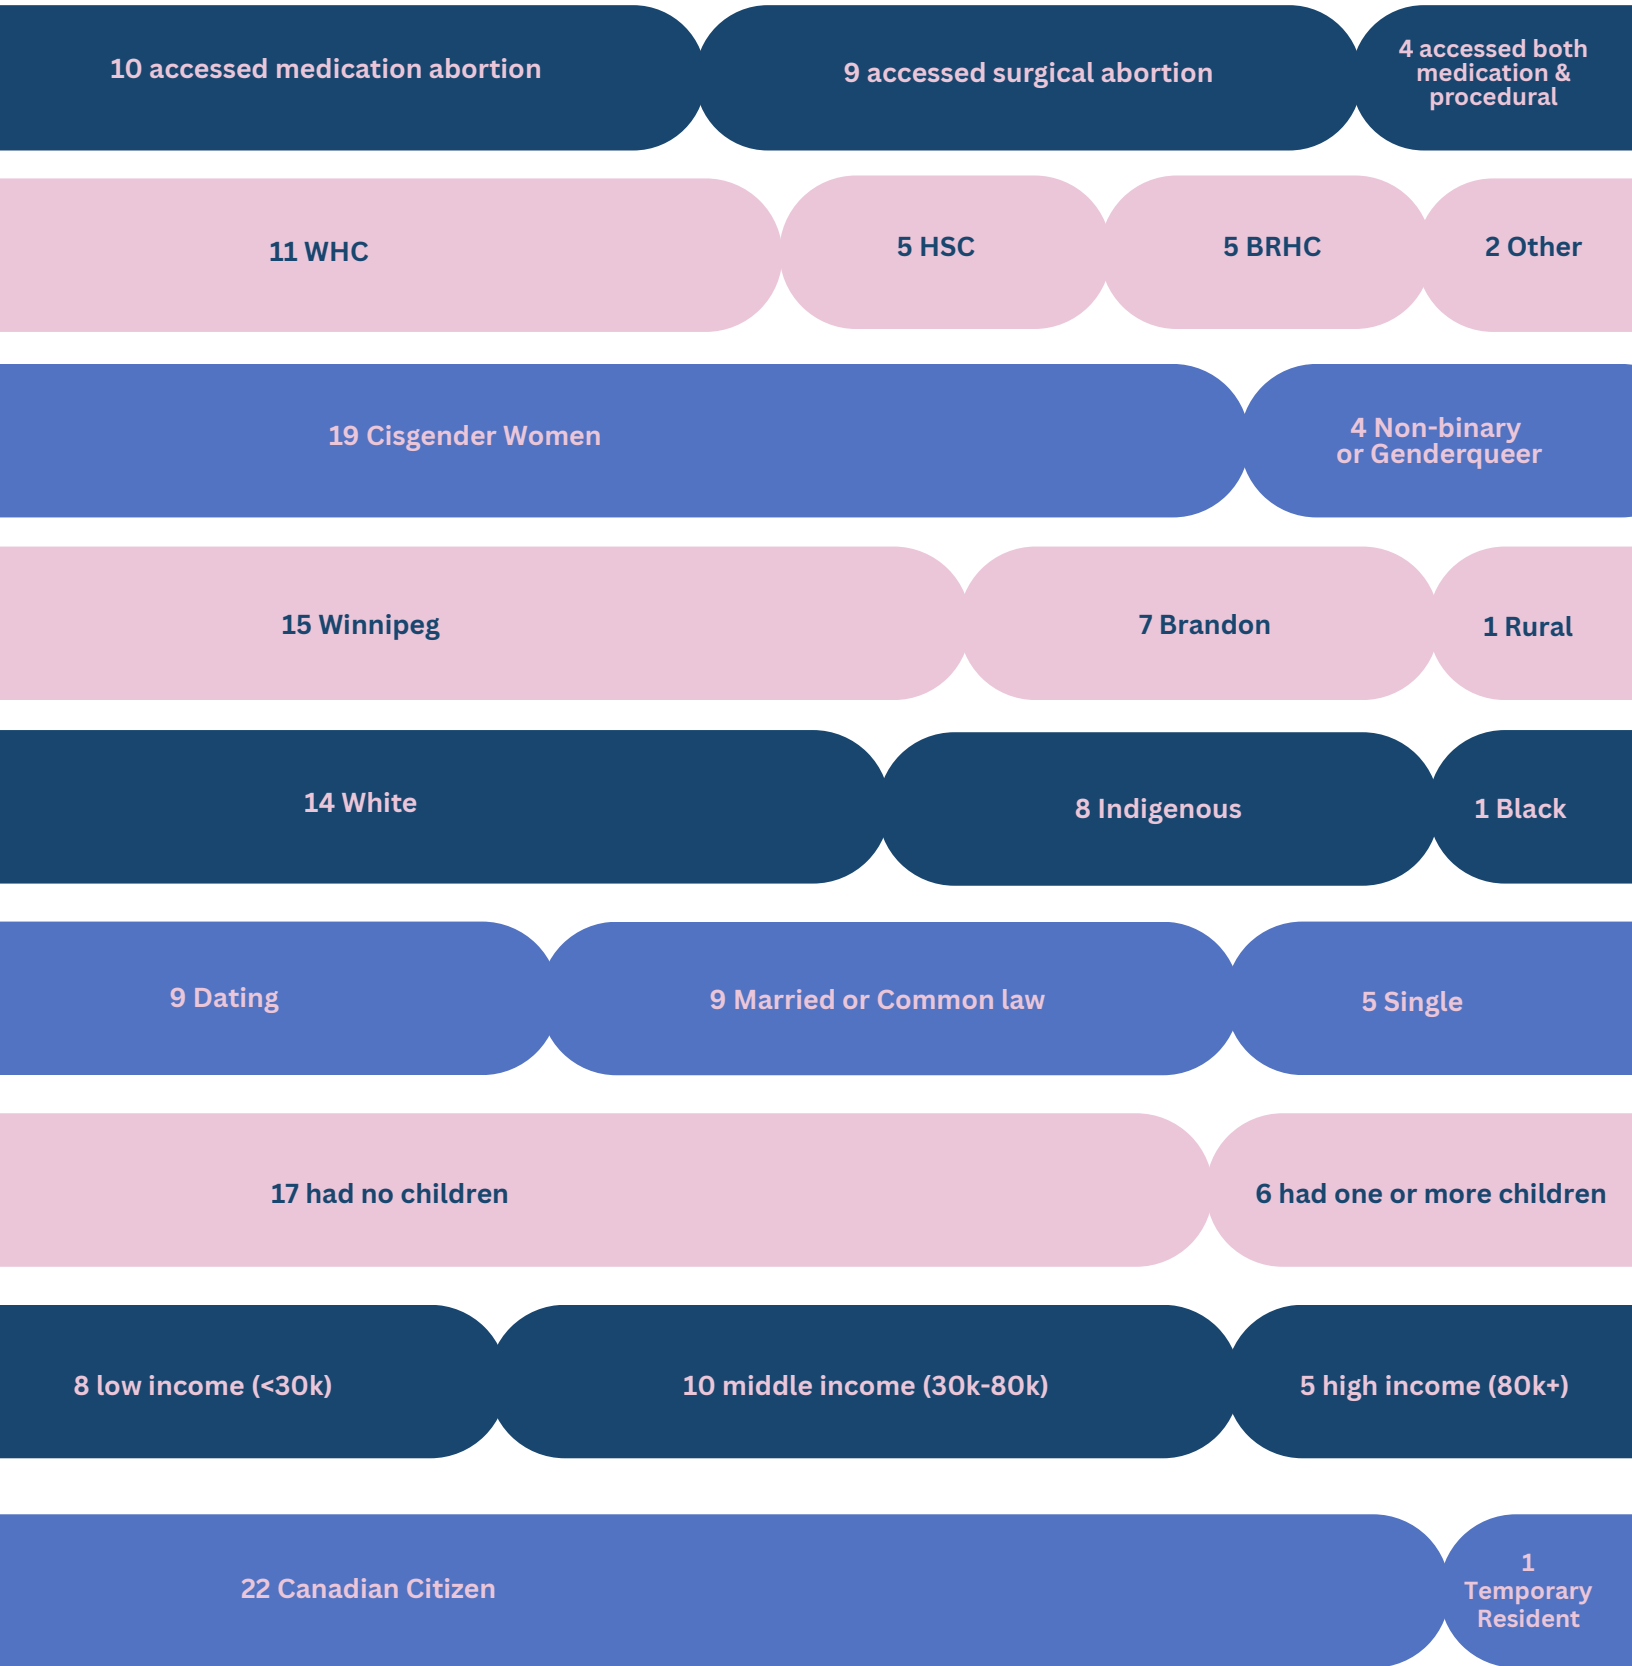 10 accessed medication abortion
9 accessed surgical abortion
4 accessed both
medication &
procedural
11 WHC
5 HSC
5 BRHC
2 Other
19 Cisgender Women
4 Non-binary
or Genderqueer
15 Winnipeg
7 Brandon
1 Rural
14 White
8 Indigenous
1 Black
9 Dating
9 Married or Common law
5 Single
17 had no children
6 had one or more children
8 low income (<30k)
10 middle income (30k-80k)
5 high income (80k+)
22 Canadian Citizen
1
Temporary
Resident